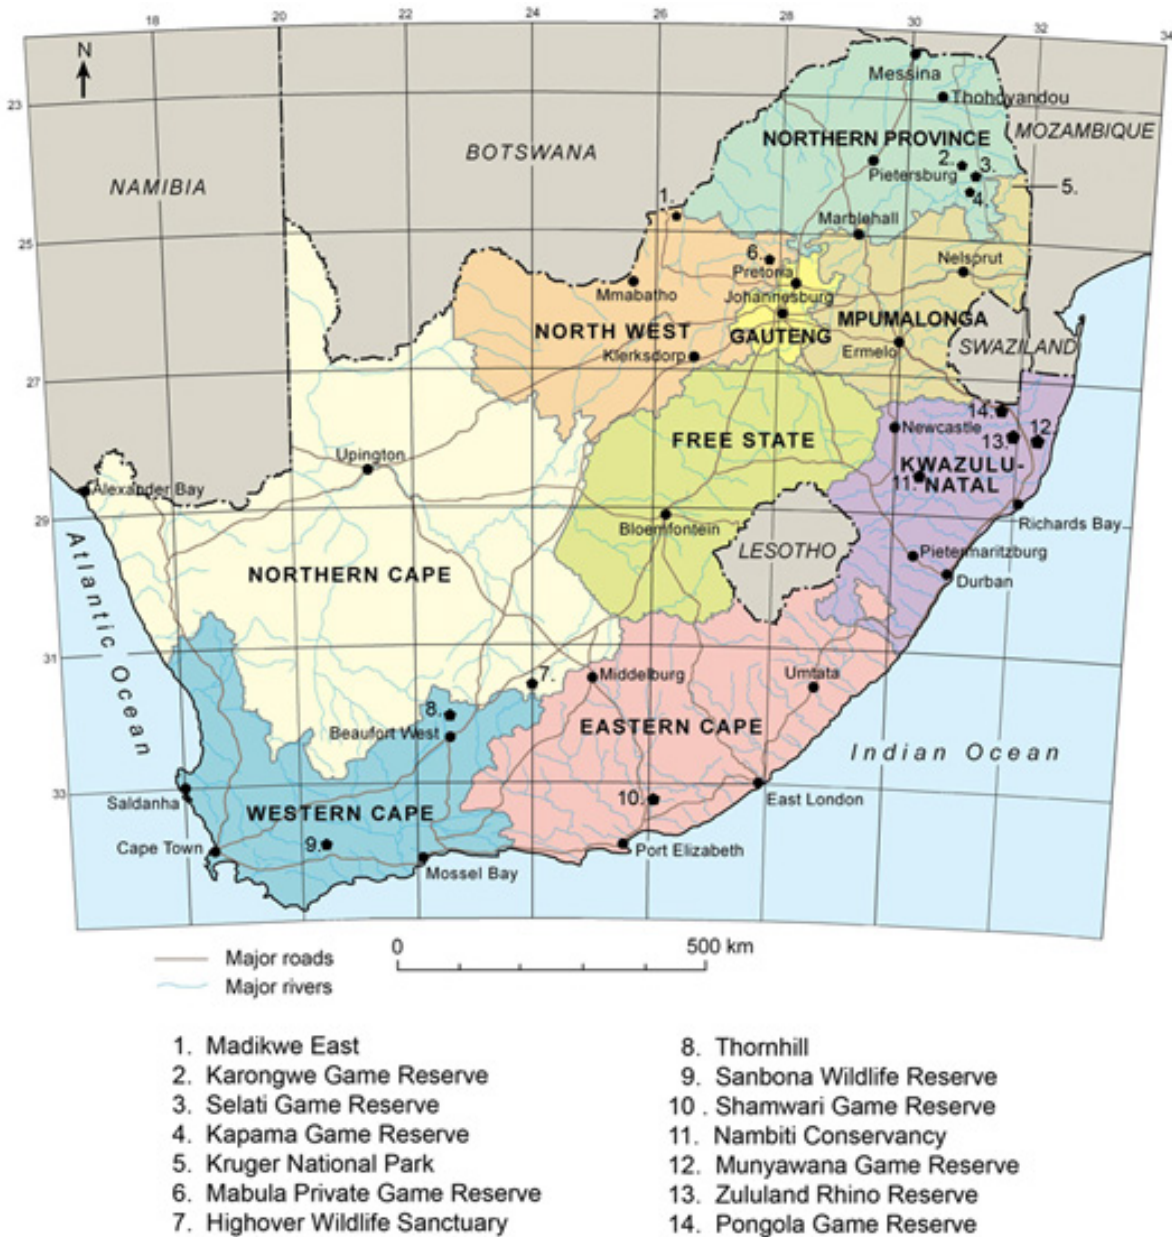 18 20 22 24 26 28 30 32 34
N
Messina
23
Thohoyandou
MOZAMBIQUE
NORTHERN PROVINCE
BOTSWANA
2.
3.
NAMIBIA
Pietersburg
4.
5.
1.
Marblehall
25
6.
Nelsprut
Pretoria
Mmabatho
Johannesburg
MPUMALONGA
NORTH WEST
GAUTENG
SWAZILAND
Klerksdorp
Ermelo
27
14.
12.
Newcastle
FREE STATE
13.
Upington
KWAZULU-
NATAL
11.
Alexander Bay
29
Bloemfontein
Richards Bay
LESOTHO
Pietermaritzburg
NORTHERN CAPE
Durban
Atlantic Ocean
31
7.
Middelburg
Umtata
8.
Beaufort West
EASTERN CAPE
Indian Ocean
33
Saldanha
10.
East London
WESTERN CAPE
Cape Town
9.
Port Elizabeth
Mossel Bay
0 500 km
Major roads
Major rivers
1. Madikwe East
2. Karongwe Game Reserve
3. Selati Game Reserve
4. Kapama Game Reserve
5. Kruger National Park
6. Mabula Private Game Reserve
7. Highover Wildlife Sanctuary
8. Thornhill
9. Sanbona Wildlife Reserve
10 . Shamwari Game Reserve
11. Nambiti Conservancy
12. Munyawana Game Reserve
13. Zululand Rhino Reserve
14. Pongola Game Reserve